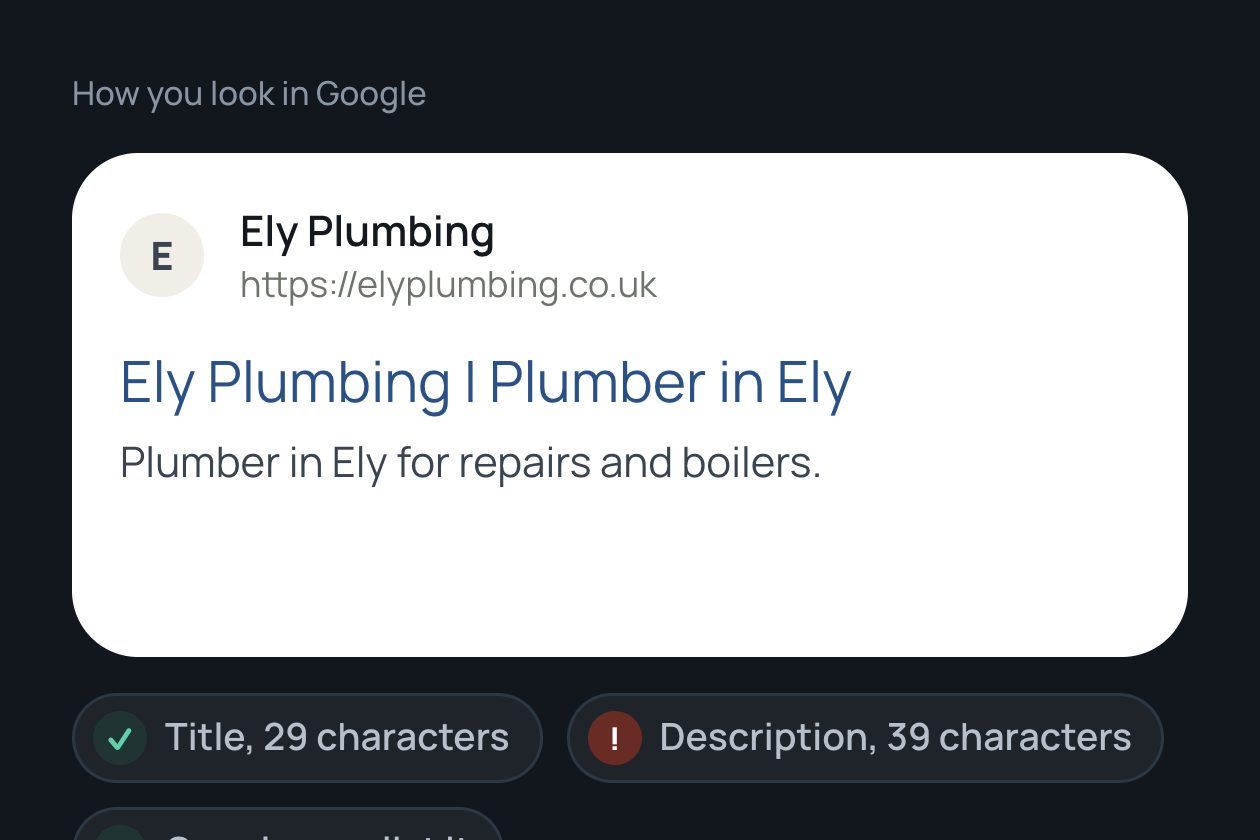 How you look in Google
E
Ely Plumbing
https://elyplumbing.co.uk
Ely Plumbing | Plumber in Ely
Plumber in Ely for repairs and boilers.
Title, 29 characters
! Description, 39 characters